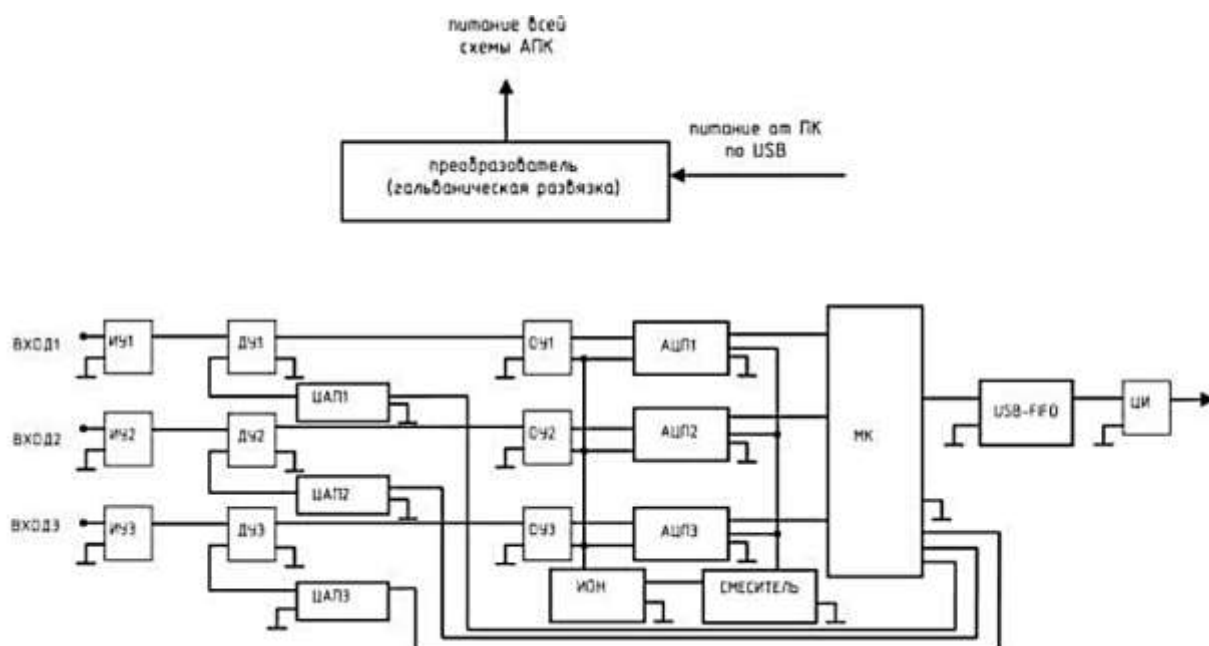 питание всей
схемы АПК
питание от ПК
по USB
преобразователь
(гальваническая развязка)
ВХОД1
ИУ1
ДУ1
ОУ1
АЦП1
ЦАП1
МК
USB-FIFO
ЦИ
ВХОД2
ИУ2
ДУ2
ОУ2
АЦП2
ЦАП2
ВХОД3
ИУ3
ДУ3
ОУ3
АЦП3
ЦАП3
ИОН
СМЕСИТЕЛЬ